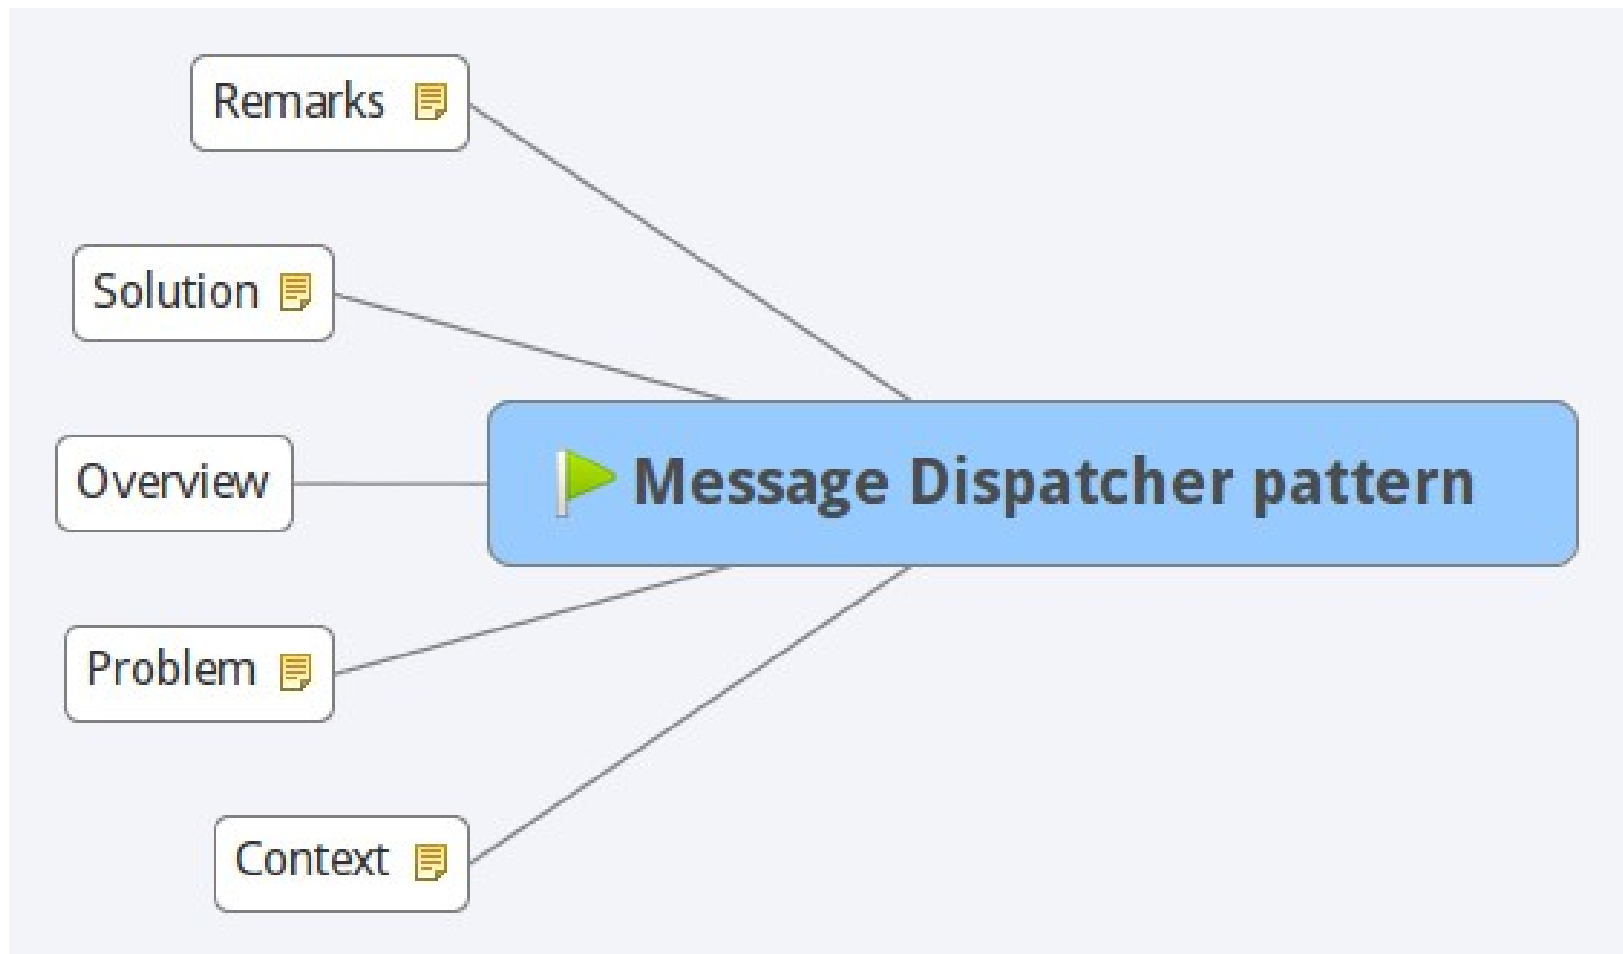 Remarks
Solution
Overview
Message Dispatcher pattern
Problem
Context